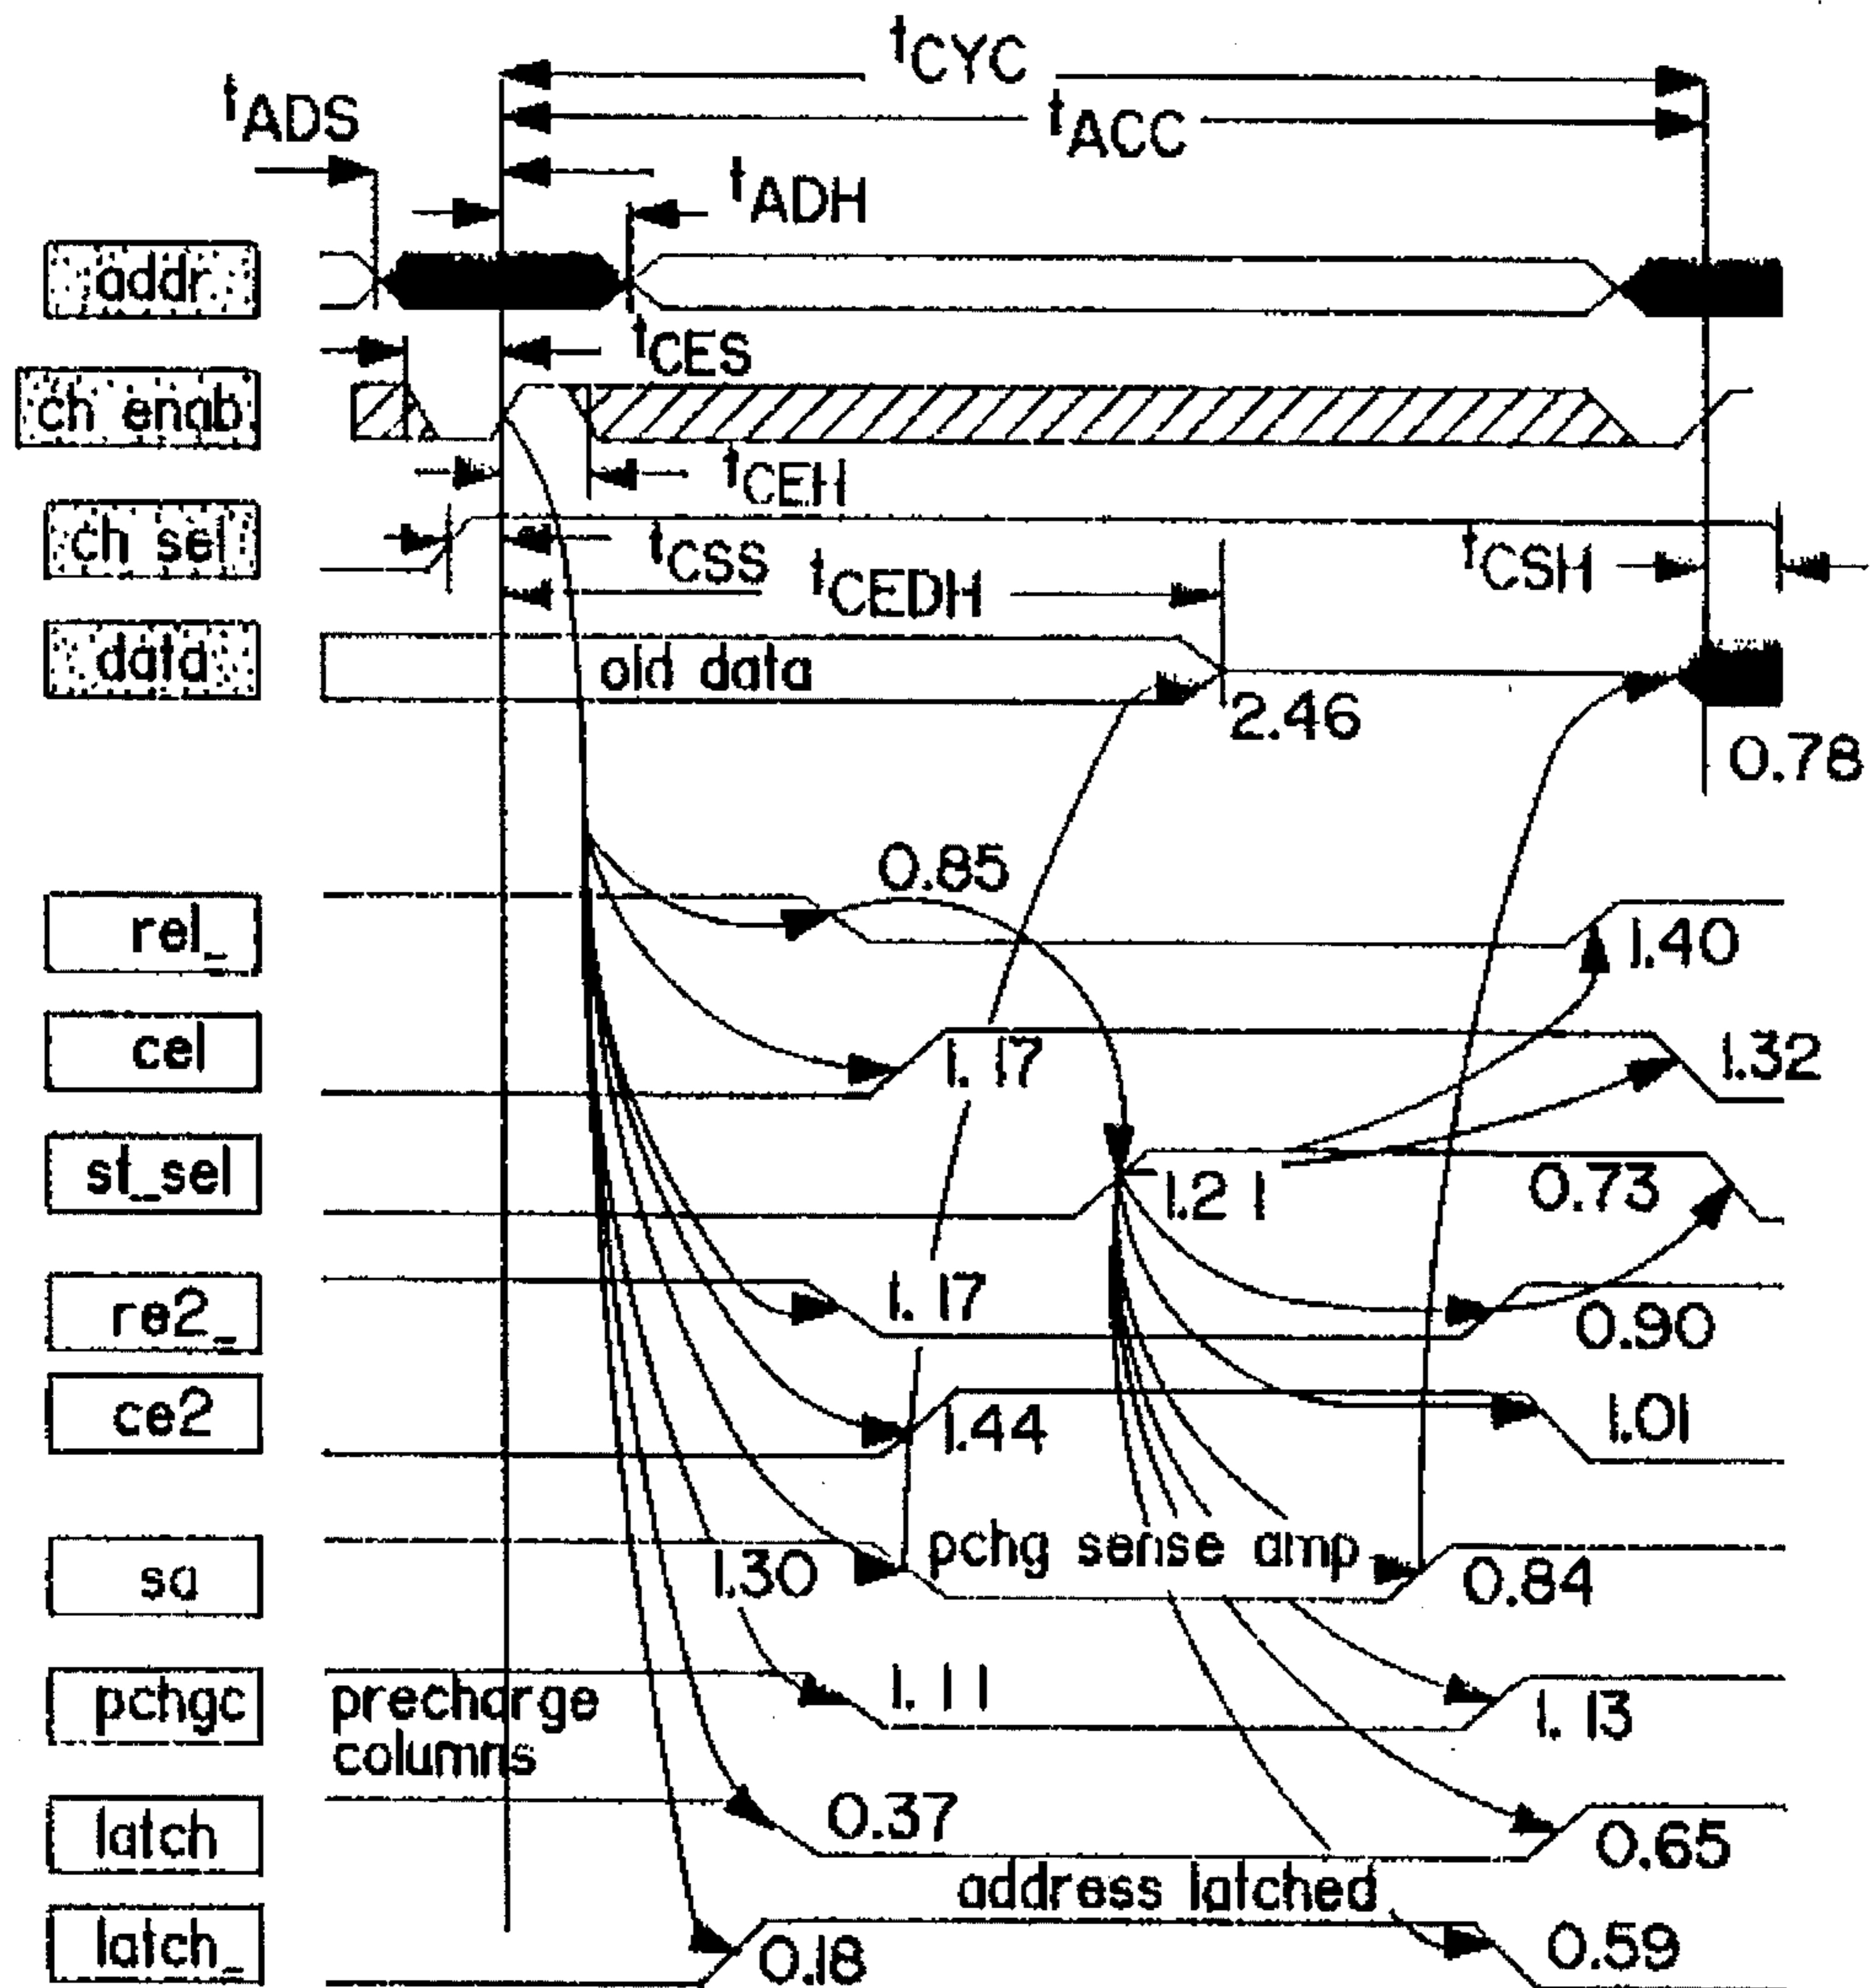 tCYC
tADS
tACC
tADH
addr
tCES
ch enab
tCEH
ch sel
tCSS
tCSH
tCEDH
data
old data
2.46
0.78
0.85
rel_
1.40
cel
1.17
1.32
st_sel
1.21
0.73
re2_
1.17
0.90
ce2
1.44
1.01
sa
1.30
pchg sense amp
0.84
pchgc
precharge
columns
1.11
1.13
latch
0.37
0.65
address latched
latch_
0.18
0.59